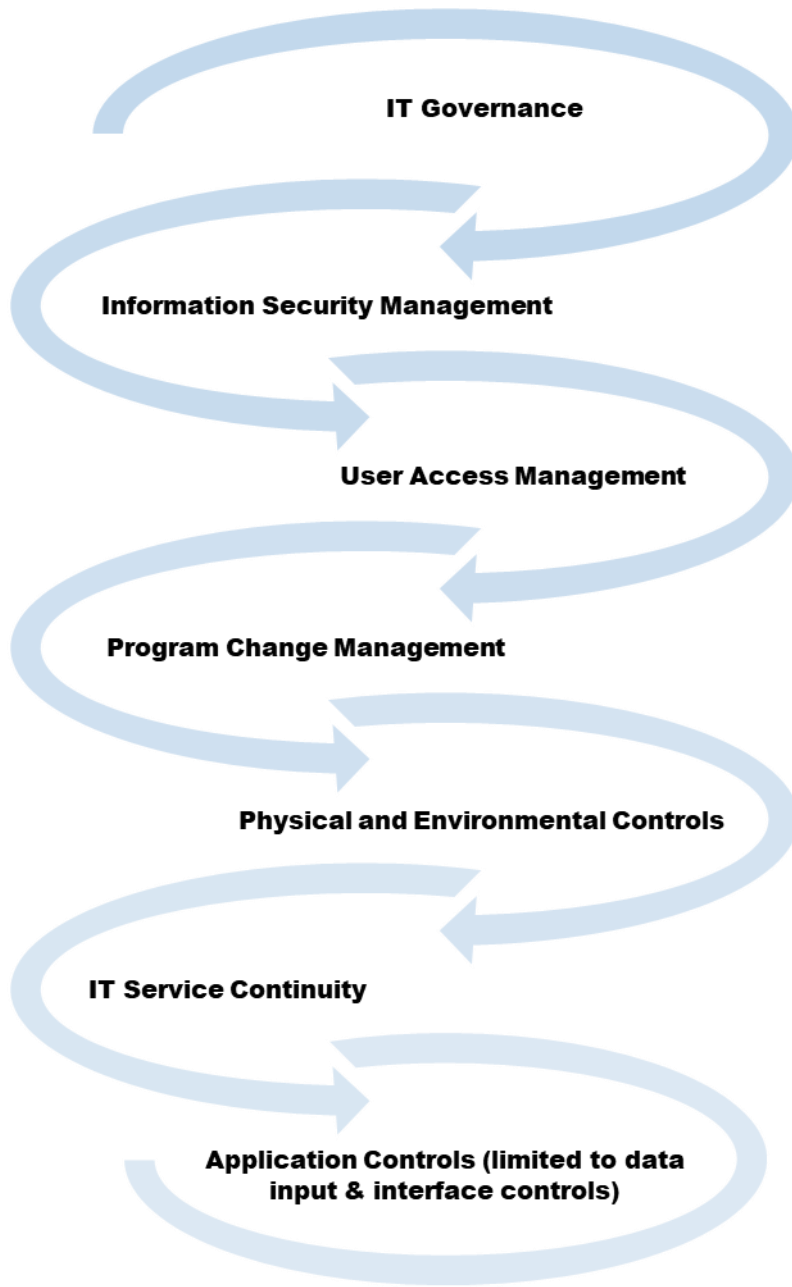 IT Governance
Information Security Management
User Access Management
Program Change Management
Physical and Environmental Controls
IT Service Continuity
Application Controls (limited to data
input & interface controls)